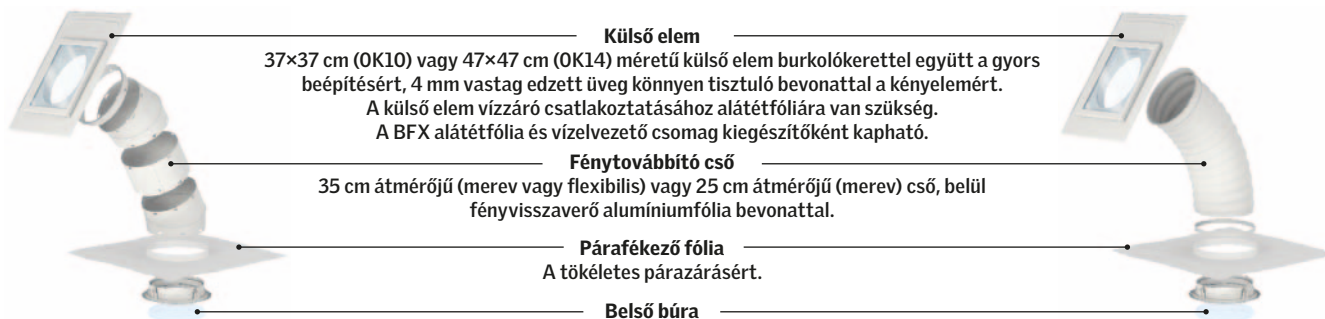 Külső elem
37×37 cm (0K10) vagy 47×47 cm (0K14) méretű külső elem burkolókerettel együtt a gyors
beépítésért, 4 mm vastag edzett üveg könnyen tisztuló bevonattal a kényelemért.
A külső elem vízzáró csatlakoztatásához alátétfóliára van szükség.
A BFX alátétfólia és vízelvezető csomag kiegészítőként kapható.
Fénytovábbító cső
35 cm átmérőjű (merev vagy flexibilis) vagy 25 cm átmérőjű (merev) cső, belül
fényvisszaverő alumíniumfólia bevonattal.
Párafékező fólia
A tökéletes párazárásért.
Belső búra